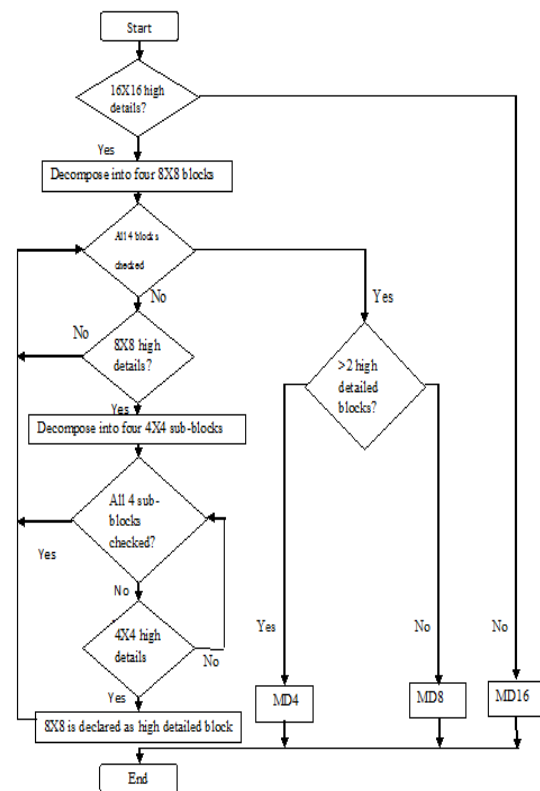 Start
16X16 high
details?
Yes
Decompose into four 8X8 blocks
All 4 blocks
checked
No
Yes
No
8X8 high
details?
>2 high
detailed
blocks?
Yes
Decompose into four 4X4 sub-blocks
All 4 sub-
blocks
checked?
Yes
No
4X4 high
details
No
Yes
No
No
Yes
MD4
MD8
MD16
8X8 is declared as high detailed block
End